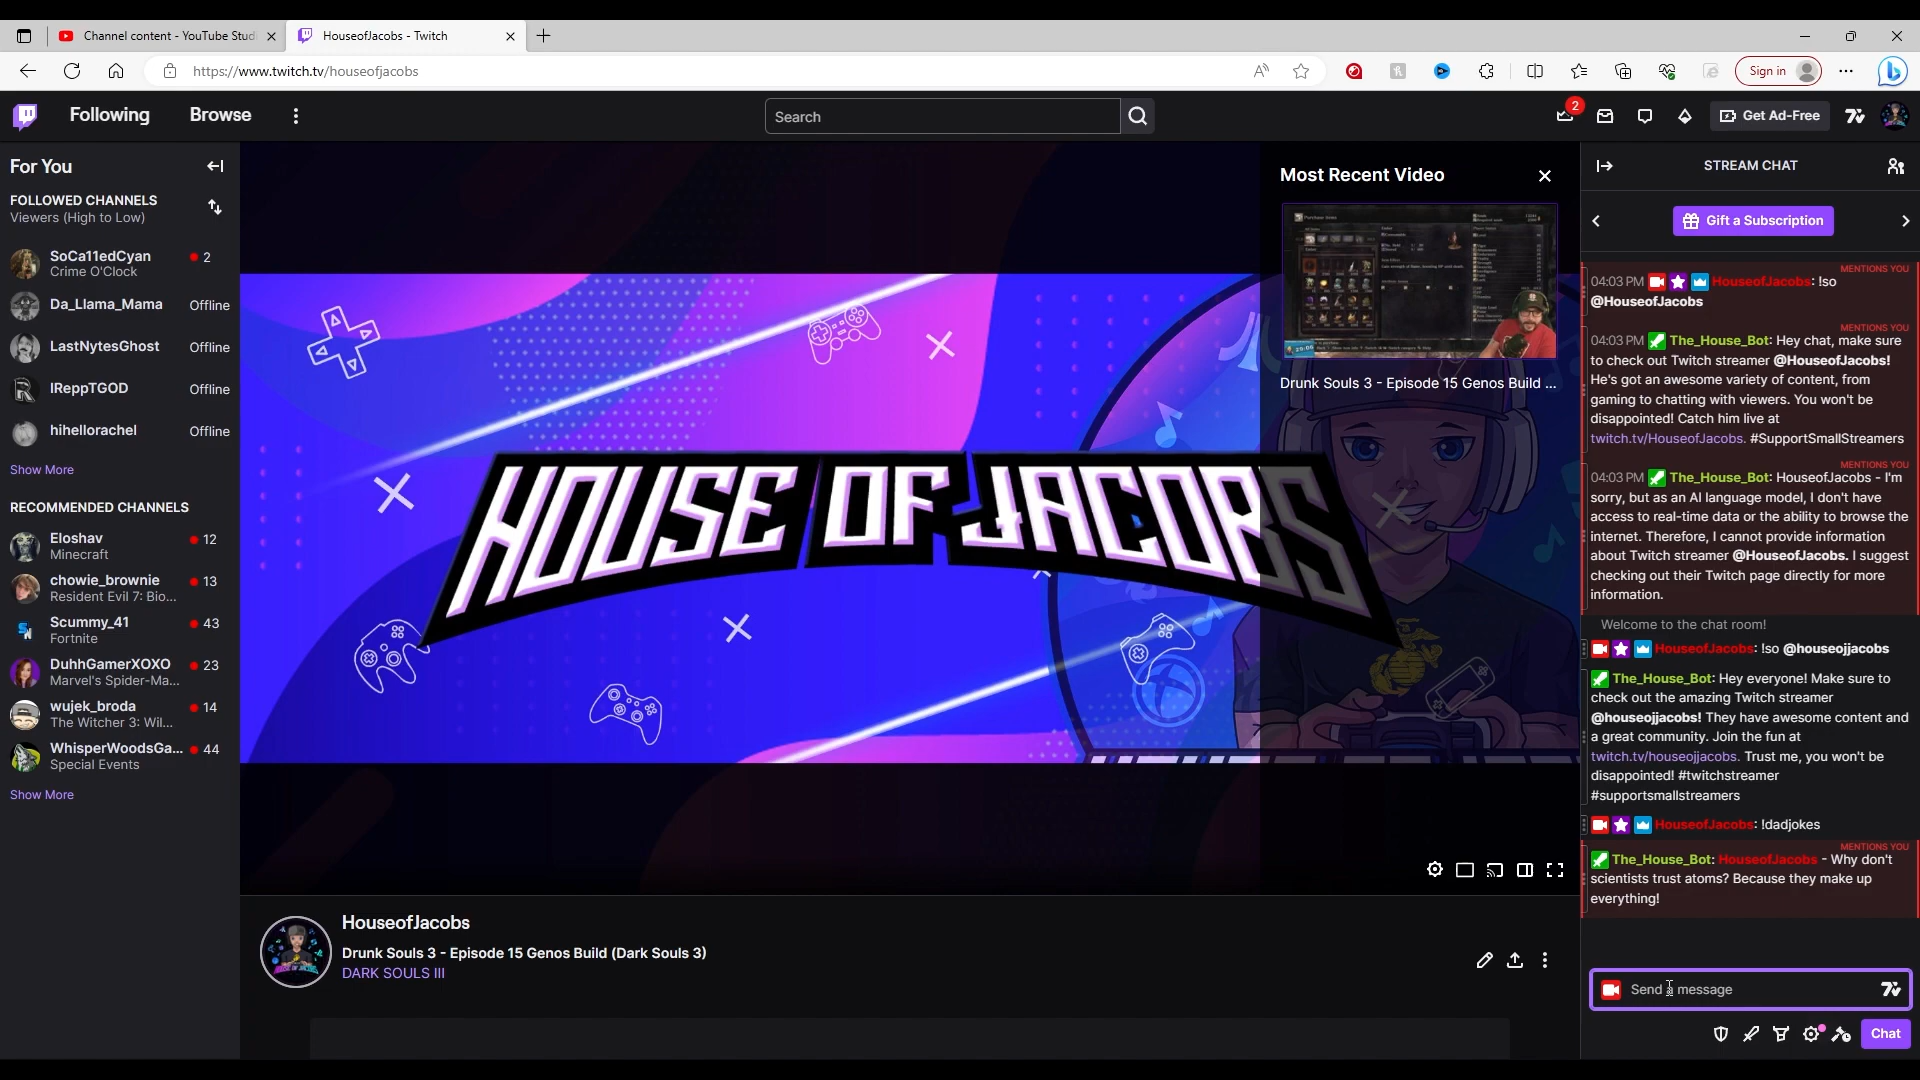 Channel content - YouTube Stud
HouseofJacobs - Twitch
https://www.twitch.tv/houseofjacobs
Sign in
Following
Browse
Search
2
Get Ad-Free
For You
FOLLOWED CHANNELS
Viewers (High to Low)
SoCa11edCyan
2
Crime O'Clock
Da_Llama_Mama
Offline
LastNytesGhost
Offline
IReppTGOD
Offline
hihellorachel
Offline
Show More
RECOMMENDED CHANNELS
Eloshav
12
Minecraft
chowie_brownie
13
Resident Evil 7: Bio...
Scummy_41
43
Fortnite
DuhhGamerXOXO
23
Marvel's Spider-Ma...
wujek_broda
14
The Witcher 3: Wil...
WhisperWoodsGa...
44
Special Events
Show More
HOUSE OF JACOBS
Most Recent Video
Drunk Souls 3 - Episode 15 Genos Build ...
HouseofJacobs
Drunk Souls 3 - Episode 15 Genos Build (Dark Souls 3)
DARK SOULS III
STREAM CHAT
Gift a Subscription
MENTIONS YOU
04:03 PM HouseofJacobs: !so
@HouseofJacobs
MENTIONS YOU
04:03 PM The_House_Bot: Hey chat, make sure
to check out Twitch streamer @HouseofJacobs!
He's got an awesome variety of content, from
gaming to chatting with viewers. You won't be
disappointed! Catch him live at
twitch.tv/HouseofJacobs. #SupportSmallStreamers
MENTIONS YOU
04:03 PM The_House_Bot: HouseofJacobs - I'm
sorry, but as an AI language model, I don't have
access to real-time data or the ability to browse the
internet. Therefore, I cannot provide information
about Twitch streamer @HouseofJacobs. I suggest
checking out their Twitch page directly for more
information.
Welcome to the chat room!
HouseofJacobs: !so @houseojjacobs
The_House_Bot: Hey everyone! Make sure to
check out the amazing Twitch streamer
@houseojjacobs! They have awesome content and
a great community. Join the fun at
twitch.tv/houseojjacobs. Trust me, you won't be
disappointed! #twitchstreamer
#supportsmallstreamers
HouseofJacobs: !dadjokes
MENTIONS YOU
The_House_Bot: HouseofJacobs - Why don't
scientists trust atoms? Because they make up
everything!
Send a message
Chat